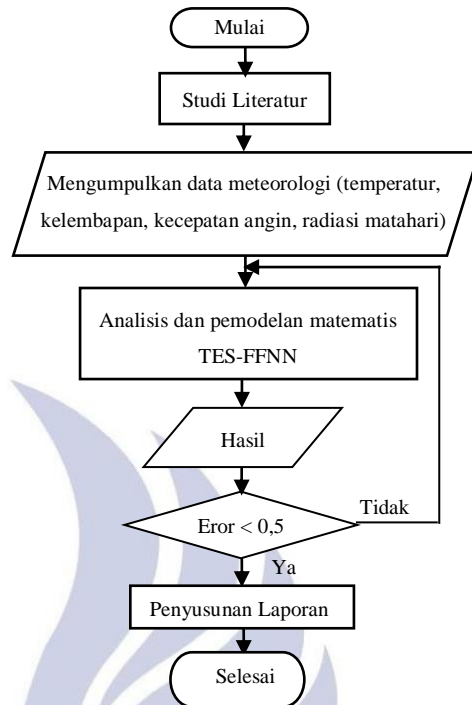 Mulai
Studi Literatur
Mengumpulkan data meteorologi (temperatur,
kelembapan, kecepatan angin, radiasi matahari)
Analisis dan pemodelan matematis
TES-FFNN
Hasil
Eror < 0,5
Tidak
Ya
Penyusunan Laporan
Selesai